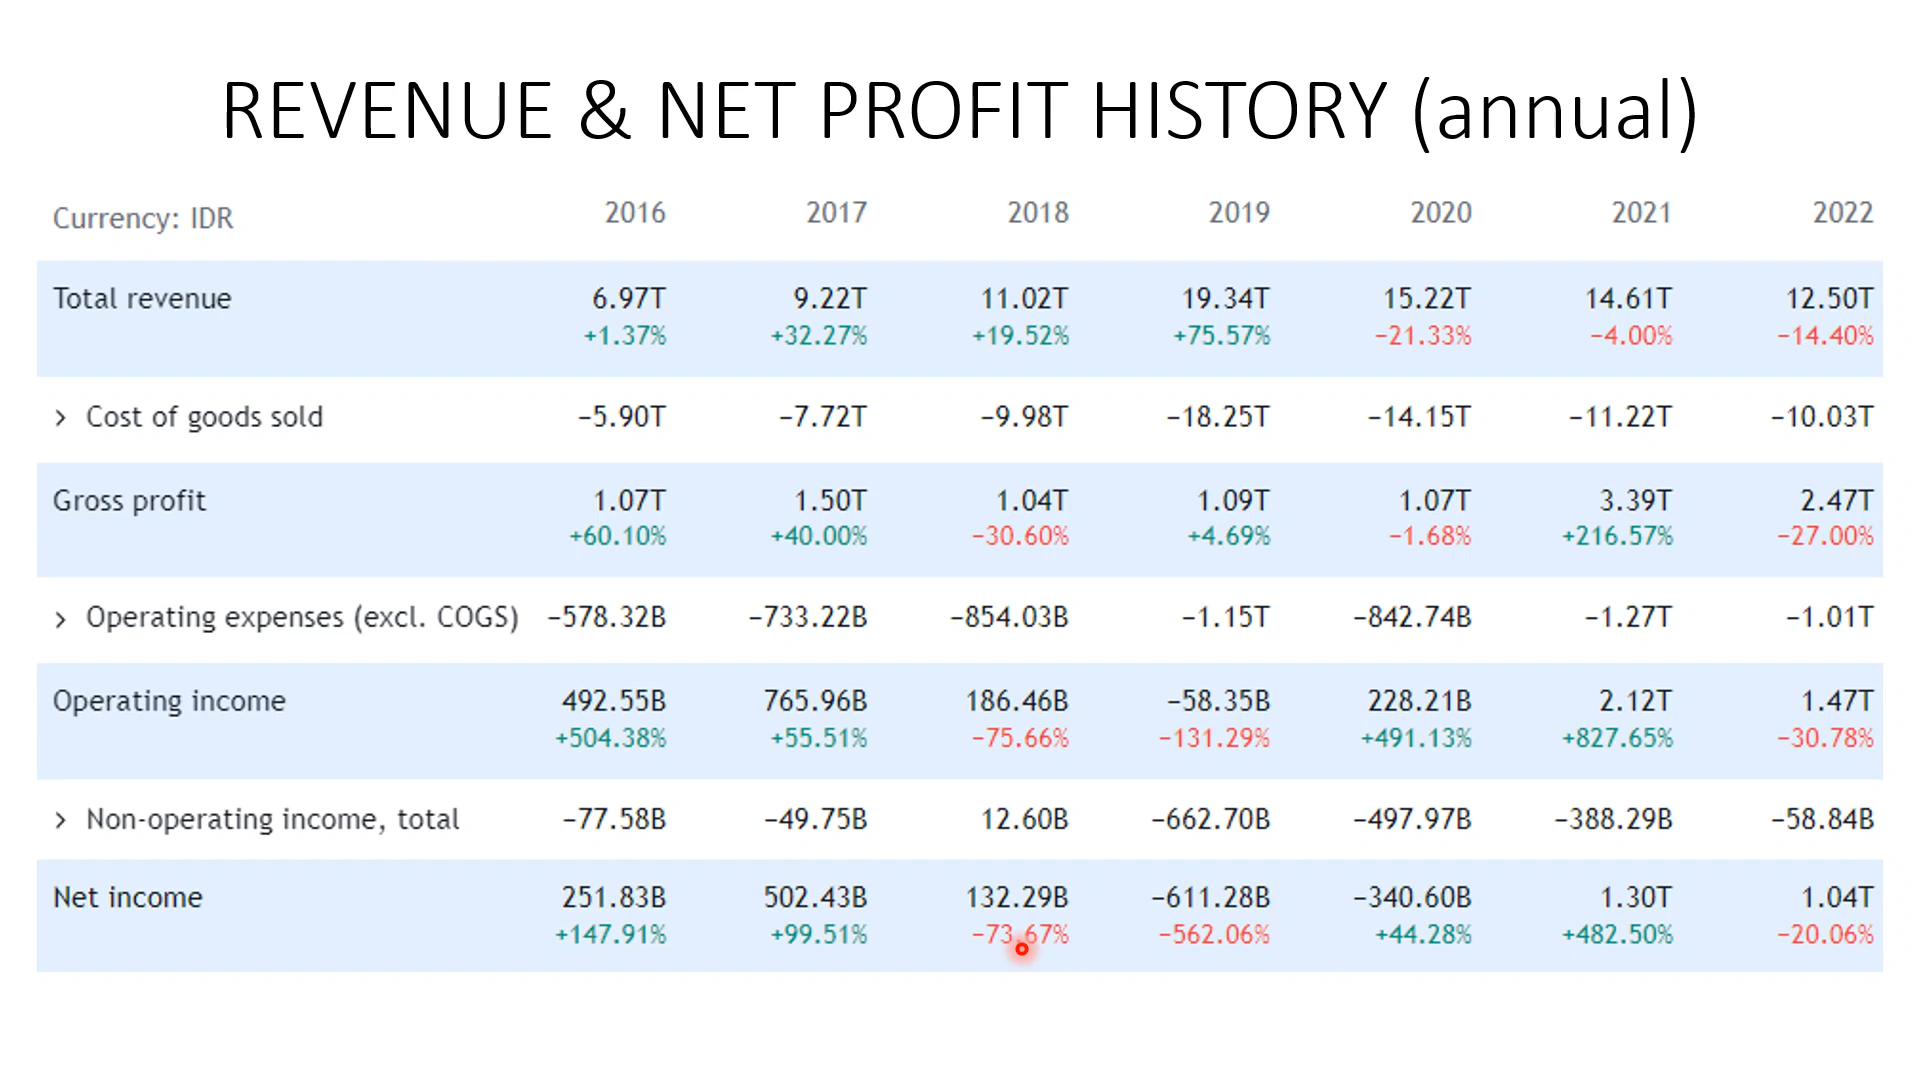 REVENUE & NET PROFIT HISTORY (annual)
Currency: IDR 2016 2017 2018 2019 2020 2021 2022
Total revenue 6.97T 9.22T 11.02T 19.34T 15.22T 14.61T 12.50T
+1.37% +32.27% +19.52% +75.57% −21.33% −4.00% −14.40%
> Cost of goods sold −5.90T −7.72T −9.98T −18.25T −14.15T −11.22T −10.03T
Gross profit 1.07T 1.50T 1.04T 1.09T 1.07T 3.39T 2.47T
+60.10% +40.00% −30.60% +4.69% −1.68% +216.57% −27.00%
> Operating expenses (excl. COGS) −578.32B −733.22B −854.03B −1.15T −842.74B −1.27T −1.01T
Operating income 492.55B 765.96B 186.46B −58.35B 228.21B 2.12T 1.47T
+504.38% +55.51% −75.66% −131.29% +491.13% +827.65% −30.78%
> Non-operating income, total −77.58B −49.75B 12.60B −662.70B −497.97B −388.29B −58.84B
Net income 251.83B 502.43B 132.29B −611.28B −340.60B 1.30T 1.04T
+147.91% +99.51% −73.67% −562.06% +44.28% +482.50% −20.06%